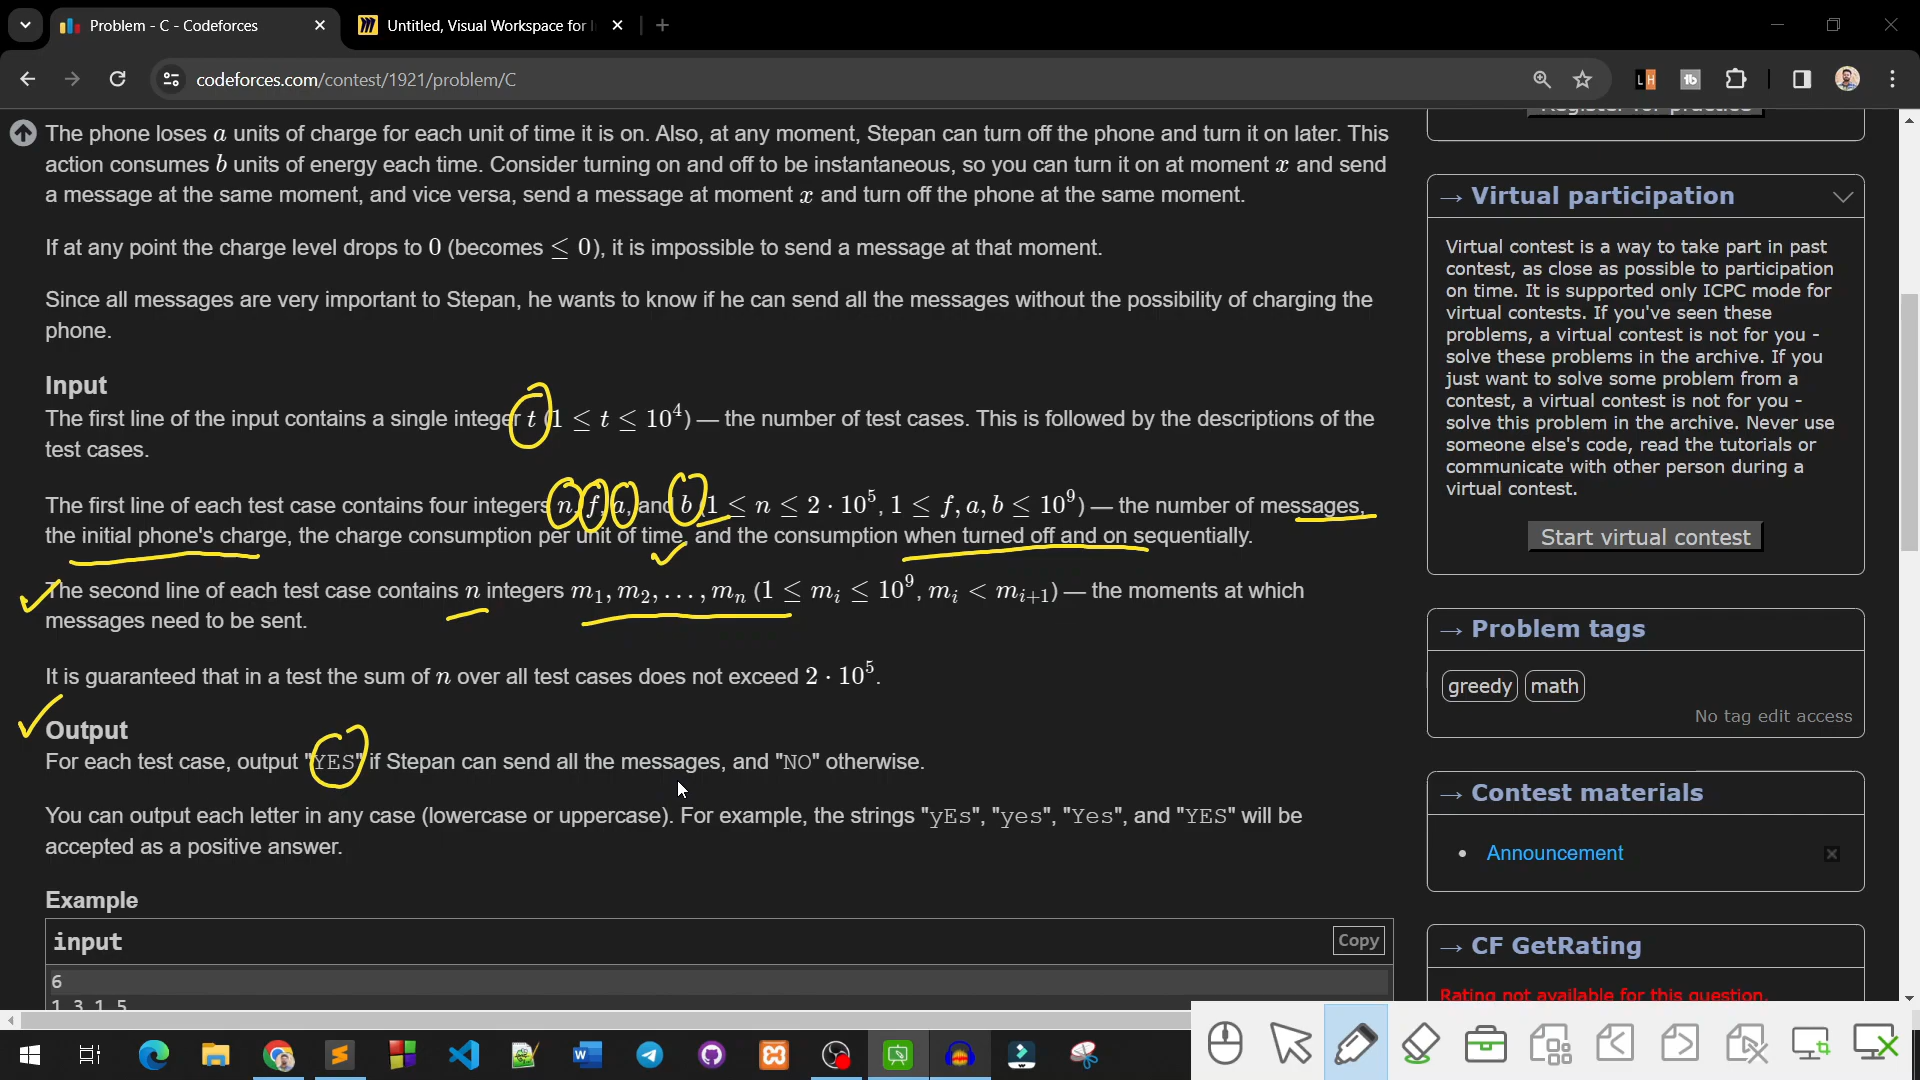 Problem - C - Codeforces
Untitled, Visual Workspace for I
codeforces.com/contest/1921/problem/C
The phone loses a units of charge for each unit of time it is on. Also, at any moment, Stepan can turn off the phone and turn it on later. This
action consumes b units of energy each time. Consider turning on and off to be instantaneous, so you can turn it on at moment x and send
a message at the same moment, and vice versa, send a message at moment x and turn off the phone at the same moment.
If at any point the charge level drops to 0 (becomes ≤ 0), it is impossible to send a message at that moment.
Since all messages are very important to Stepan, he wants to know if he can send all the messages without the possibility of charging the
phone.
Input
The first line of the input contains a single integer t (1 ≤ t ≤ 10⁴) — the number of test cases. This is followed by the descriptions of the
test cases.
The first line of each test case contains four integers n, f, a, and b (1 ≤ n ≤ 2 · 10⁵, 1 ≤ f, a, b ≤ 10⁹) — the number of messages,
the initial phone's charge, the charge consumption per unit of time, and the consumption when turned off and on sequentially.
The second line of each test case contains n integers m₁, m₂, …, mₙ (1 ≤ mᵢ ≤ 10⁹, mᵢ < mᵢ₊₁) — the moments at which
messages need to be sent.
It is guaranteed that in a test the sum of n over all test cases does not exceed 2 · 10⁵.
Output
For each test case, output "YES" if Stepan can send all the messages, and "NO" otherwise.
You can output each letter in any case (lowercase or uppercase). For example, the strings "yEs", "yes", "Yes", and "YES" will be
accepted as a positive answer.
Example
input
Copy
6
1 3 1 5
Register for practice
→ Virtual participation
Virtual contest is a way to take part in past
contest, as close as possible to participation
on time. It is supported only ICPC mode for
virtual contests. If you've seen these
problems, a virtual contest is not for you -
solve these problems in the archive. If you
just want to solve some problem from a
contest, a virtual contest is not for you -
solve this problem in the archive. Never use
someone else's code, read the tutorials or
communicate with other person during a
virtual contest.
Start virtual contest
→ Problem tags
greedy math
No tag edit access
→ Contest materials
• Announcement
→ CF GetRating
Rating not available for this question.